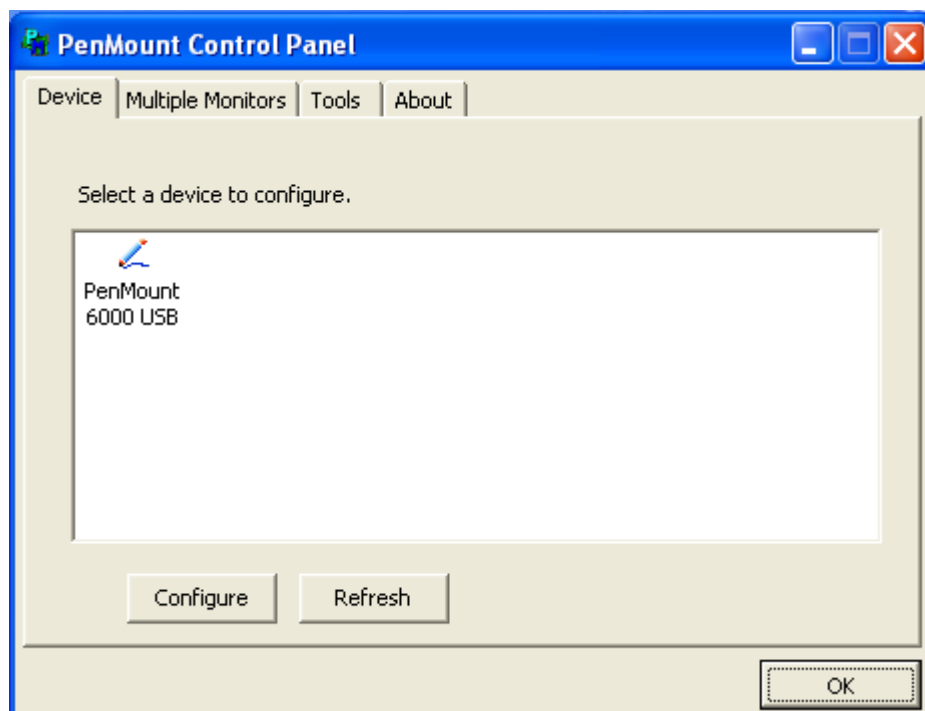 PenMount Control Panel
Device Multiple Monitors Tools About
Select a device to configure.
PenMount
6000 USB
Configure Refresh
OK